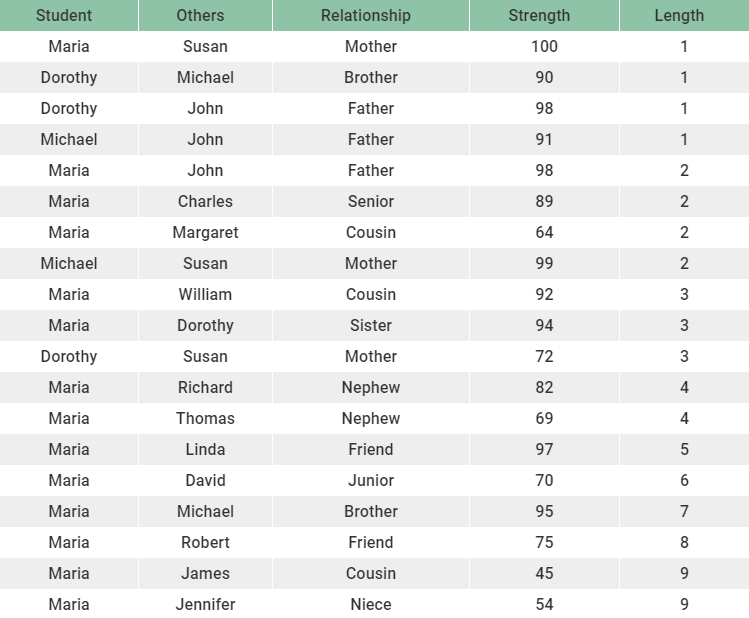 Student Others Relationship Strength Length
Maria Susan Mother 100 1
Dorothy Michael Brother 90 1
Dorothy John Father 98 1
Michael John Father 91 1
Maria John Father 98 2
Maria Charles Senior 89 2
Maria Margaret Cousin 64 2
Michael Susan Mother 99 2
Maria William Cousin 92 3
Maria Dorothy Sister 94 3
Dorothy Susan Mother 72 3
Maria Richard Nephew 82 4
Maria Thomas Nephew 69 4
Maria Linda Friend 97 5
Maria David Junior 70 6
Maria Michael Brother 95 7
Maria Robert Friend 75 8
Maria James Cousin 45 9
Maria Jennifer Niece 54 9